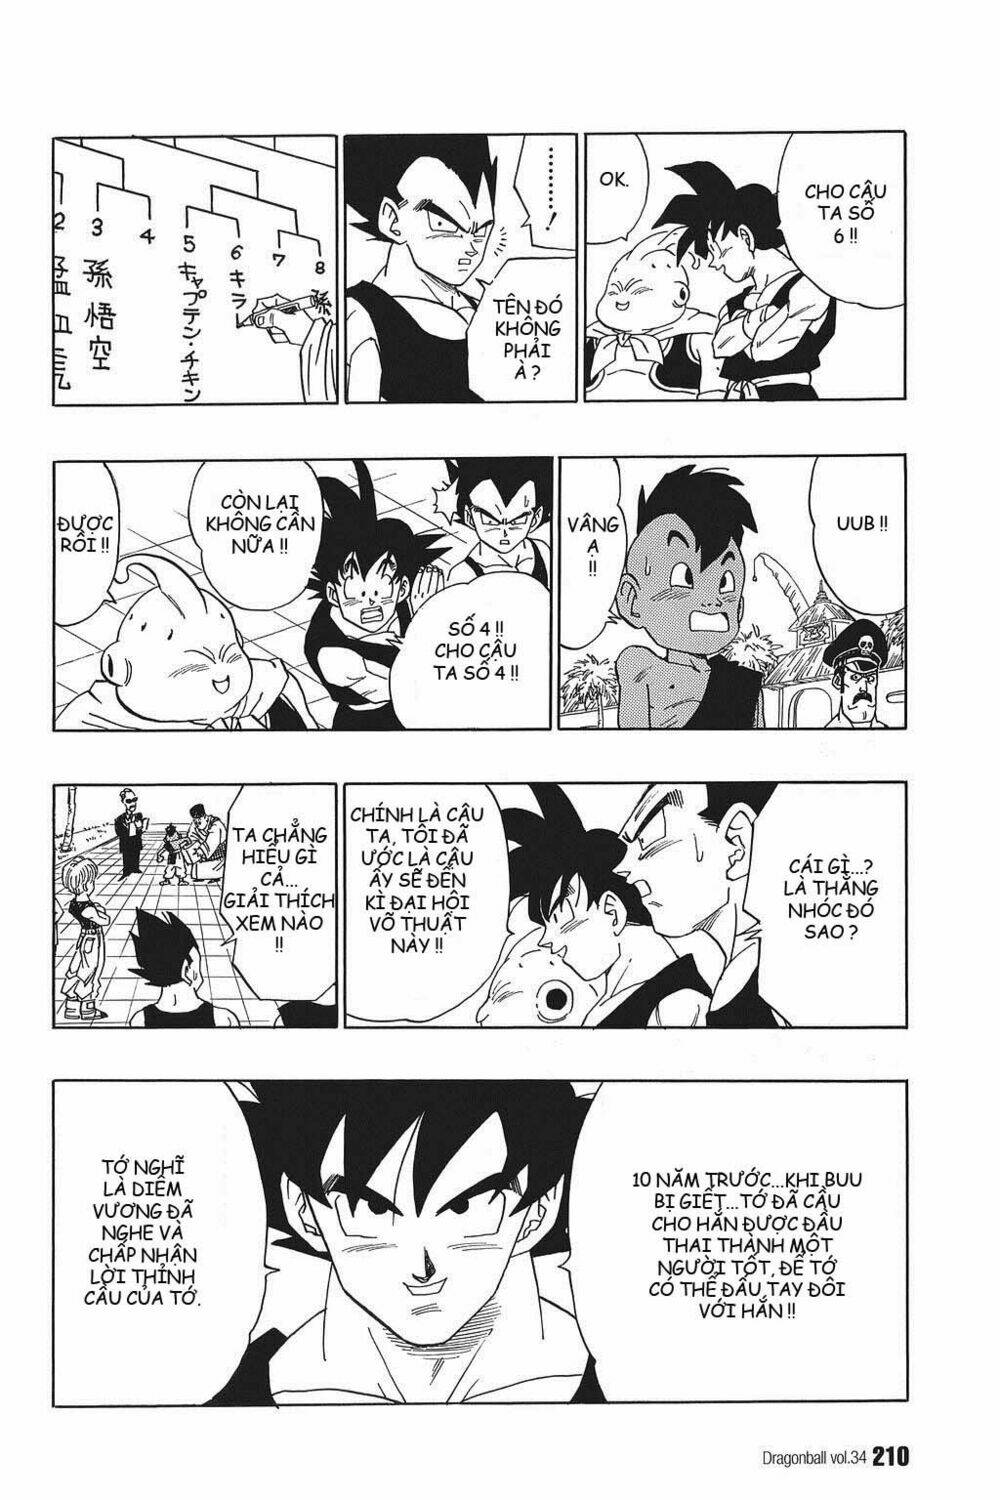 CHO CẬU
TA SỐ
6 !!
OK.
........!
TÊN ĐÓ
KHÔNG
PHẢI
À ?
8
孫
7
6
キラ
5
キャプテン・チキン
4
3
孫悟空
2
UUB !!
VÂNG
Ạ
!!
CÒN LẠI
KHÔNG CẦN
NỮA !!
SỐ 4 !!
CHO CẬU
TA SỐ 4 !!
ĐƯỢC
RỒI !!
CÁI GÌ...?
LÀ THẰNG
NHÓC ĐÓ
SAO ?
CHÍNH LÀ CẬU
TA, TÔI ĐÃ
ƯỚC LÀ CẬU
ẤY SẼ ĐẾN
KÌ ĐẠI HỘI
VÕ THUẬT
NÀY !!
TA CHẲNG
HIỂU GÌ
CẢ...
GIẢI THÍCH
XEM NÀO
!!
10 NĂM TRƯỚC...KHI BUU
BỊ GIẾT...TỚ ĐÃ CẦU
CHO HẮN ĐƯỢC ĐẦU
THAI THÀNH MỘT
NGƯỜI TỐT, ĐỂ TỚ
CÓ THỂ ĐẤU TAY ĐÔI
VỚI HẮN !!
TỚ NGHĨ
LÀ DIÊM
VƯƠNG ĐÃ
NGHE VÀ
CHẤP NHẬN
LỜI THỈNH
CẦU CỦA TỚ.
Dragonball vol.34 210